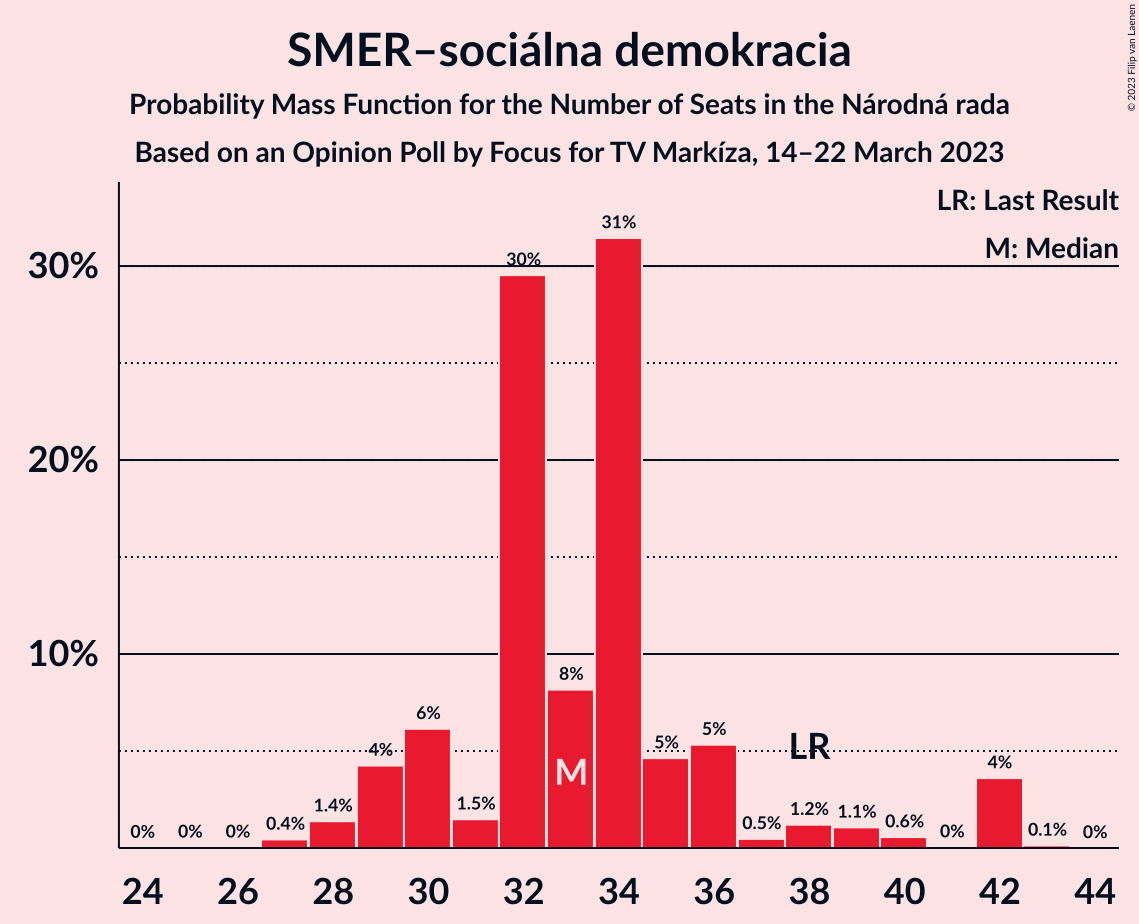 SMER–sociálna demokracia
Probability Mass Function for the Number of Seats in the Národná rada
Based on an Opinion Poll by Focus for TV Markíza, 14–22 March 2023
© 2023 Filip van Laenen
LR: Last Result
M: Median
30%
20%
10%
0% 0% 0% 0.4% 1.4% 4% 6% 1.5% 30% 8% 31% 5% 5% 0.5% 1.2% 1.1% 0.6% 0% 4% 0.1% 0%
M
LR
24 26 28 30 32 34 36 38 40 42 44